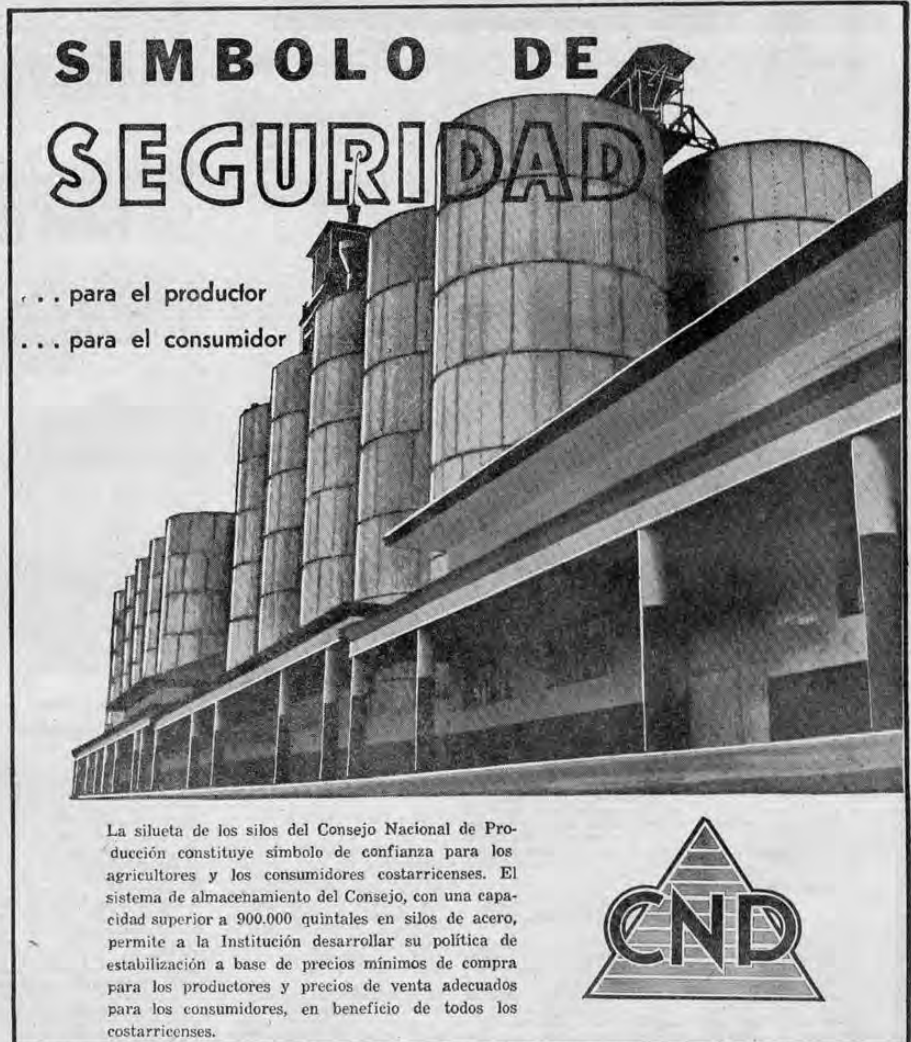 SIMBOLO DE
SEGURIDAD
... para el productor
... para el consumidor
La silueta de los silos del Consejo Nacional de Pro-
ducción constituye símbolo de confianza para los
agricultores y los consumidores costarricenses. El
sistema de almacenamiento del Consejo, con una capa-
cidad superior a 900.000 quintales en silos de acero,
permite a la Institución desarrollar su política de
estabilización a base de precios mínimos de compra
para los productores y precios de venta adecuados
para los consumidores, en beneficio de todos los
costarricenses.
CNP